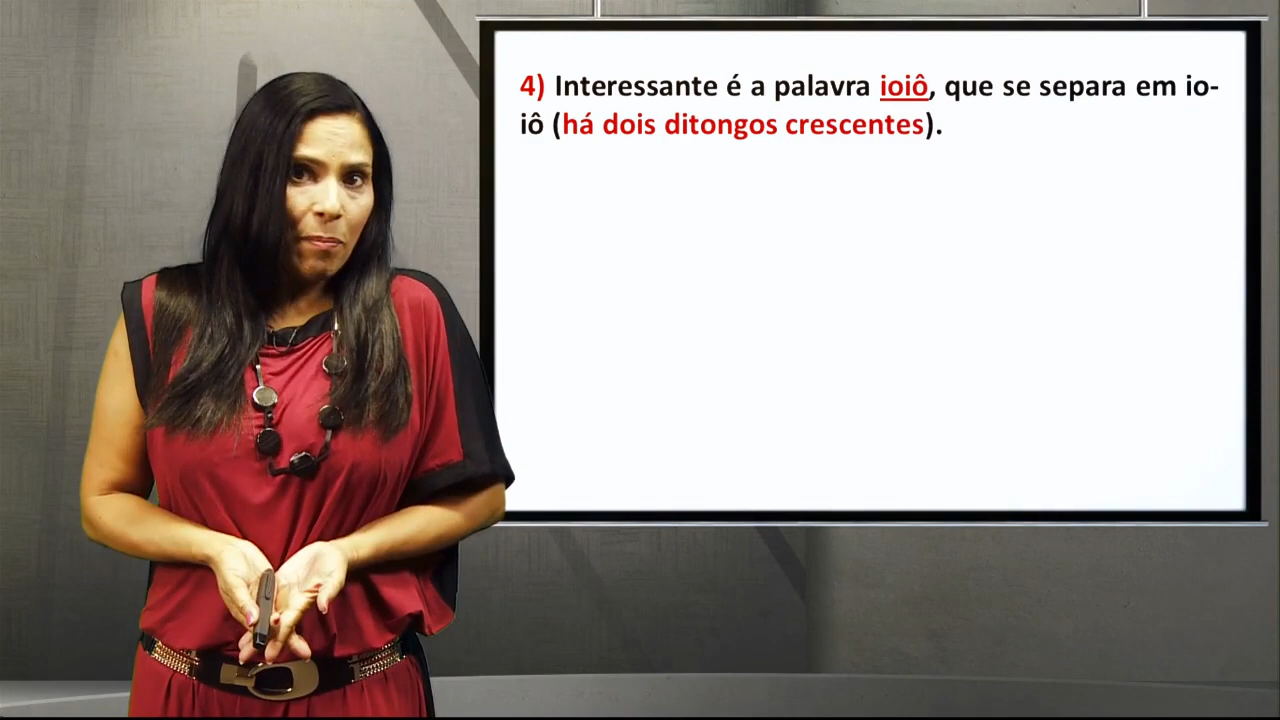 4) Interessante é a palavra ioiô, que se separa em io-
iô (há dois ditongos crescentes).